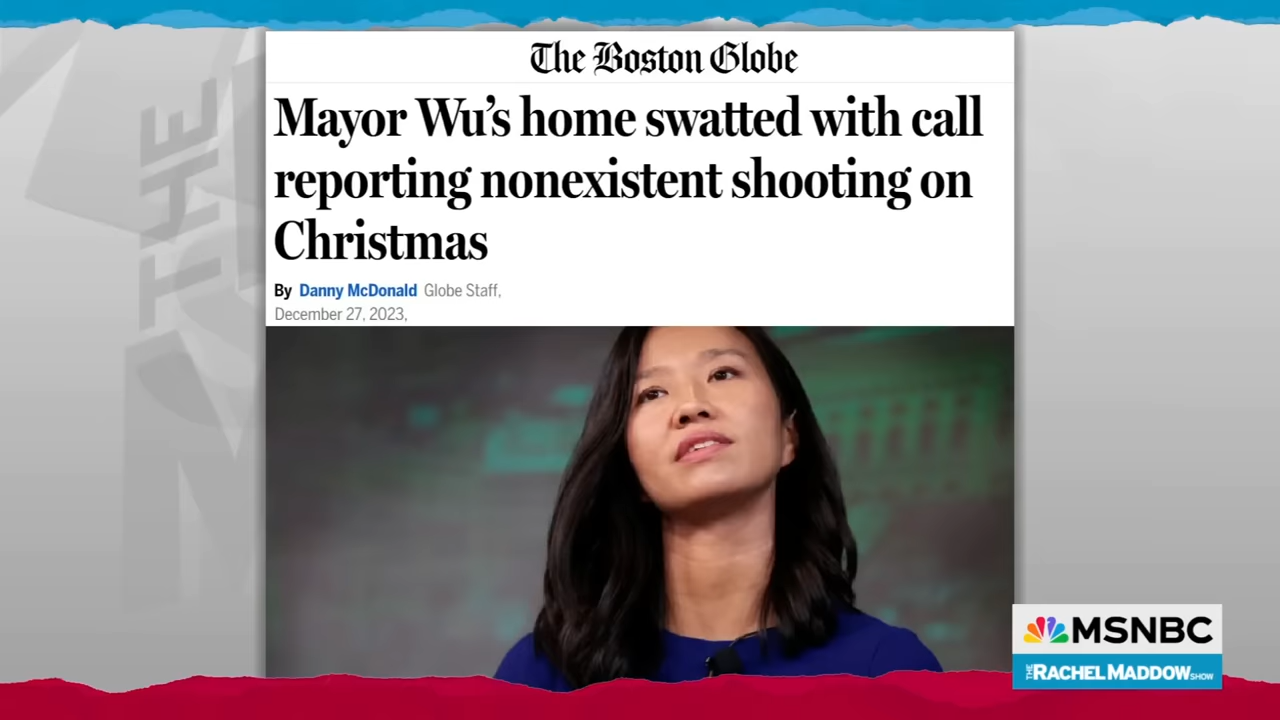 The Boston Globe
Mayor Wu's home swatted with call
reporting nonexistent shooting on
Christmas
By Danny McDonald Globe Staff,
December 27, 2023,
THE
MSNBC
THE RACHEL MADDOW SHOW